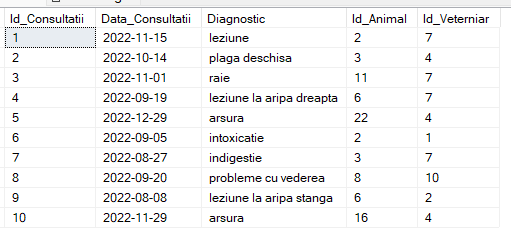 Id_Consultatii Data_Consultatii Diagnostic Id_Animal Id_Veterniar
1 2022-11-15 leziune 2 7
2 2022-10-14 plaga deschisa 3 4
3 2022-11-01 raie 11 7
4 2022-09-19 leziune la aripa dreapta 6 7
5 2022-12-29 arsura 22 4
6 2022-09-05 intoxicatie 2 1
7 2022-08-27 indigestie 3 7
8 2022-09-20 probleme cu vederea 8 10
9 2022-08-08 leziune la aripa stanga 6 2
10 2022-11-29 arsura 16 4